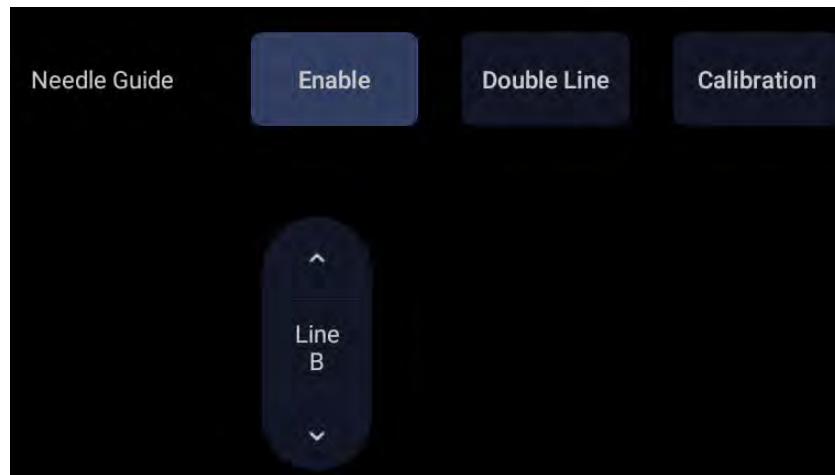 Needle Guide
Enable
Double Line
Calibration
Line
B